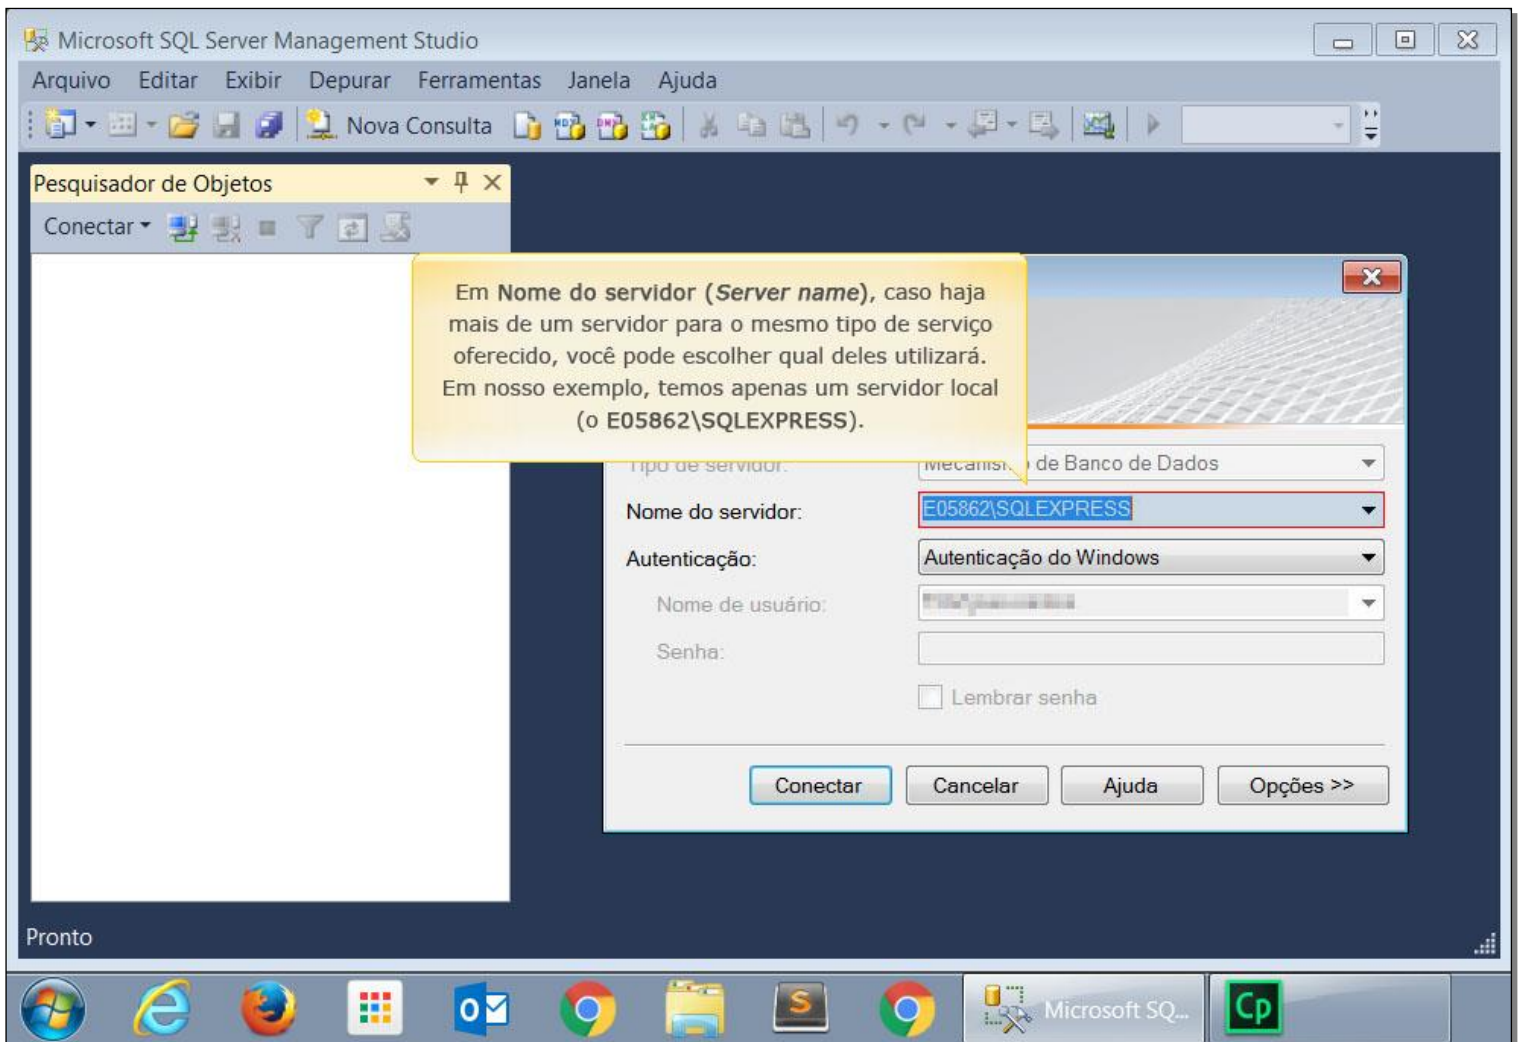 Microsoft SQL Server Management Studio
Arquivo Editar Exibir Depurar Ferramentas Janela Ajuda
Nova Consulta
Pesquisador de Objetos
Conectar
Em Nome do servidor (Server name), caso haja
mais de um servidor para o mesmo tipo de serviço
oferecido, você pode escolher qual deles utilizará.
Em nosso exemplo, temos apenas um servidor local
(o E05862\SQLEXPRESS).
Tipo de servidor: Mecanismo de Banco de Dados
Nome do servidor: E05862\SQLEXPRESS
Autenticação: Autenticação do Windows
Nome de usuário:
Senha:
Lembrar senha
Conectar Cancelar Ajuda Opções >>
Pronto
Microsoft SQ...
Cp